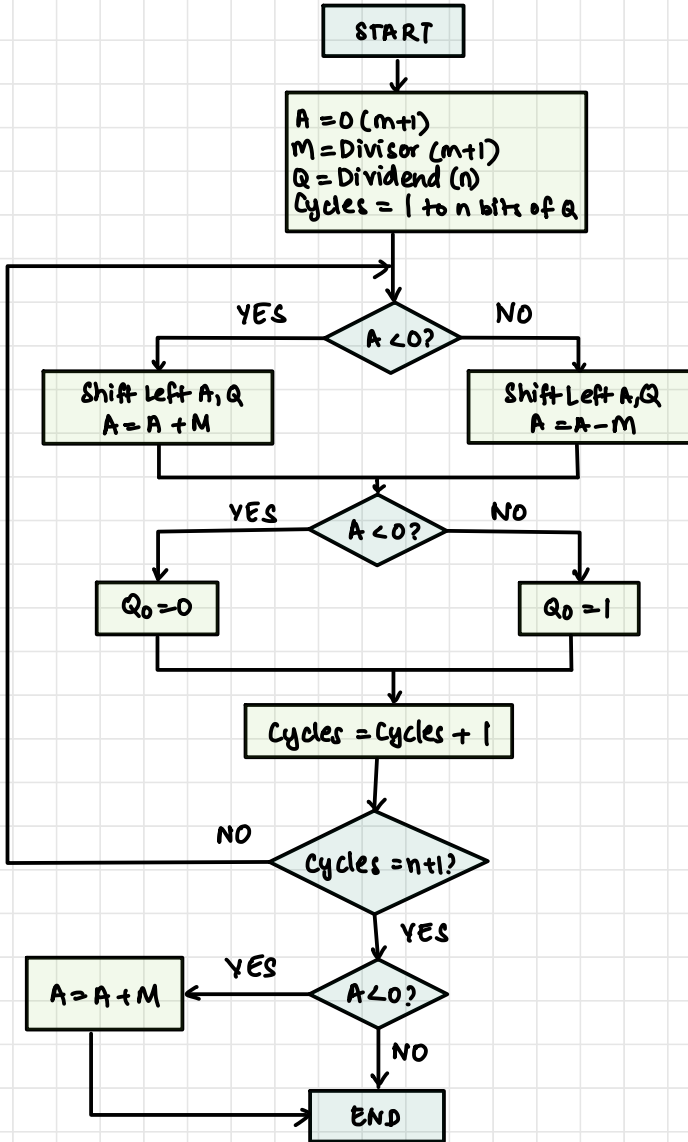 START
A = 0 (m+1)
M = Divisor (m+1)
Q = Dividend (n)
Cycles = 1 to n bits of Q
YES
NO
A < 0?
Shift Left A, Q
A = A + M
Shift Left A,Q
A = A - M
YES
NO
A < 0?
Q0 = 0
Q0 = 1
Cycles = Cycles + 1
NO
Cycles = n+1?
YES
YES
A < 0?
A = A + M
NO
END